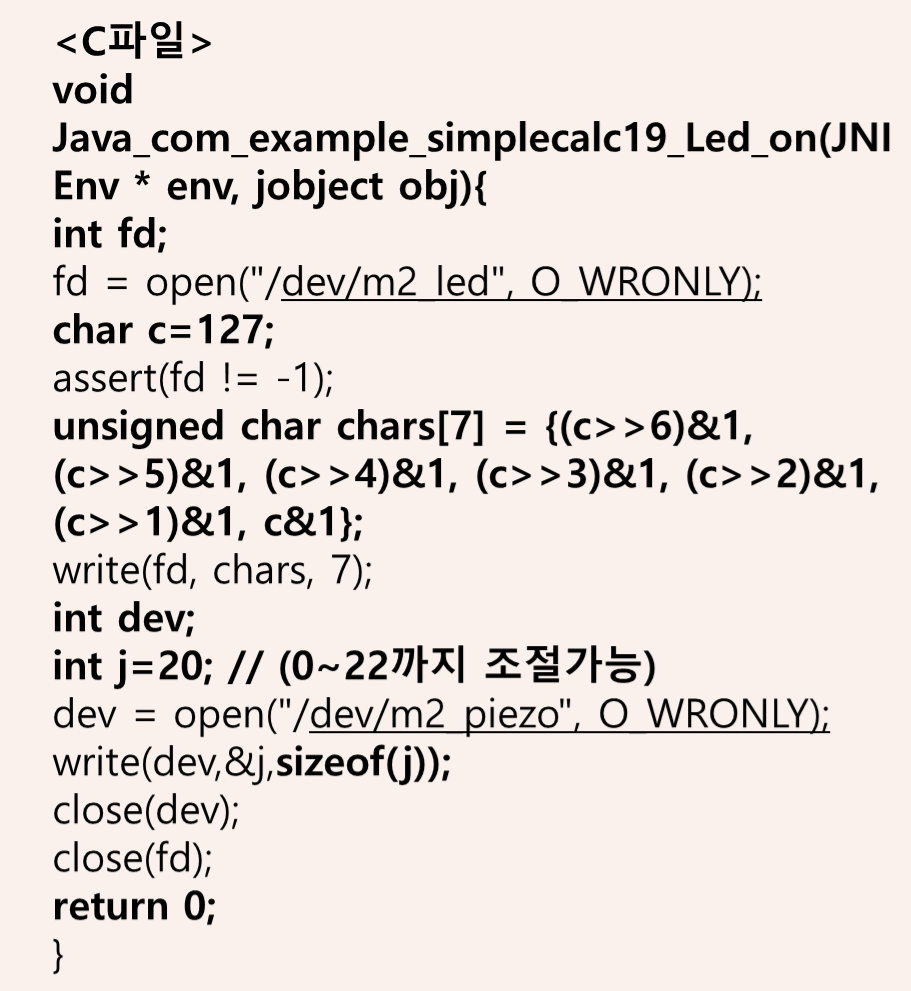 <C파일>
void
Java_com_example_simplecalc19_Led_on(JNI
Env * env, jobject obj){
int fd;
fd = open("/dev/m2_led", O_WRONLY);
char c=127;
assert(fd != -1);
unsigned char chars[7] = {(c>>6)&1,
(c>>5)&1, (c>>4)&1, (c>>3)&1, (c>>2)&1,
(c>>1)&1, c&1};
write(fd, chars, 7);
int dev;
int j=20; // (0~22까지 조절가능)
dev = open("/dev/m2_piezo", O_WRONLY);
write(dev,&j,sizeof(j));
close(dev);
close(fd);
return 0;
}